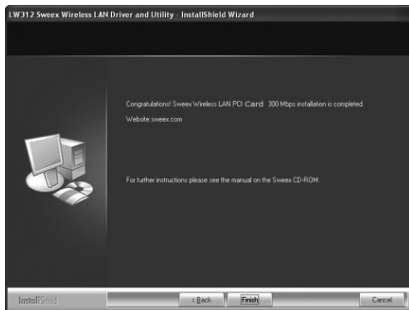 LW312 Sweex Wireless LAN Driver and Utility - InstallShield Wizard
Congratulations! Sweex Wireless LAN PCI Card 300 Mbps installation is completed.
Website:sweex.com
For further instructions please see the manual on the Sweex CD-ROM.
InstallShield
< Back
Finish
Cancel